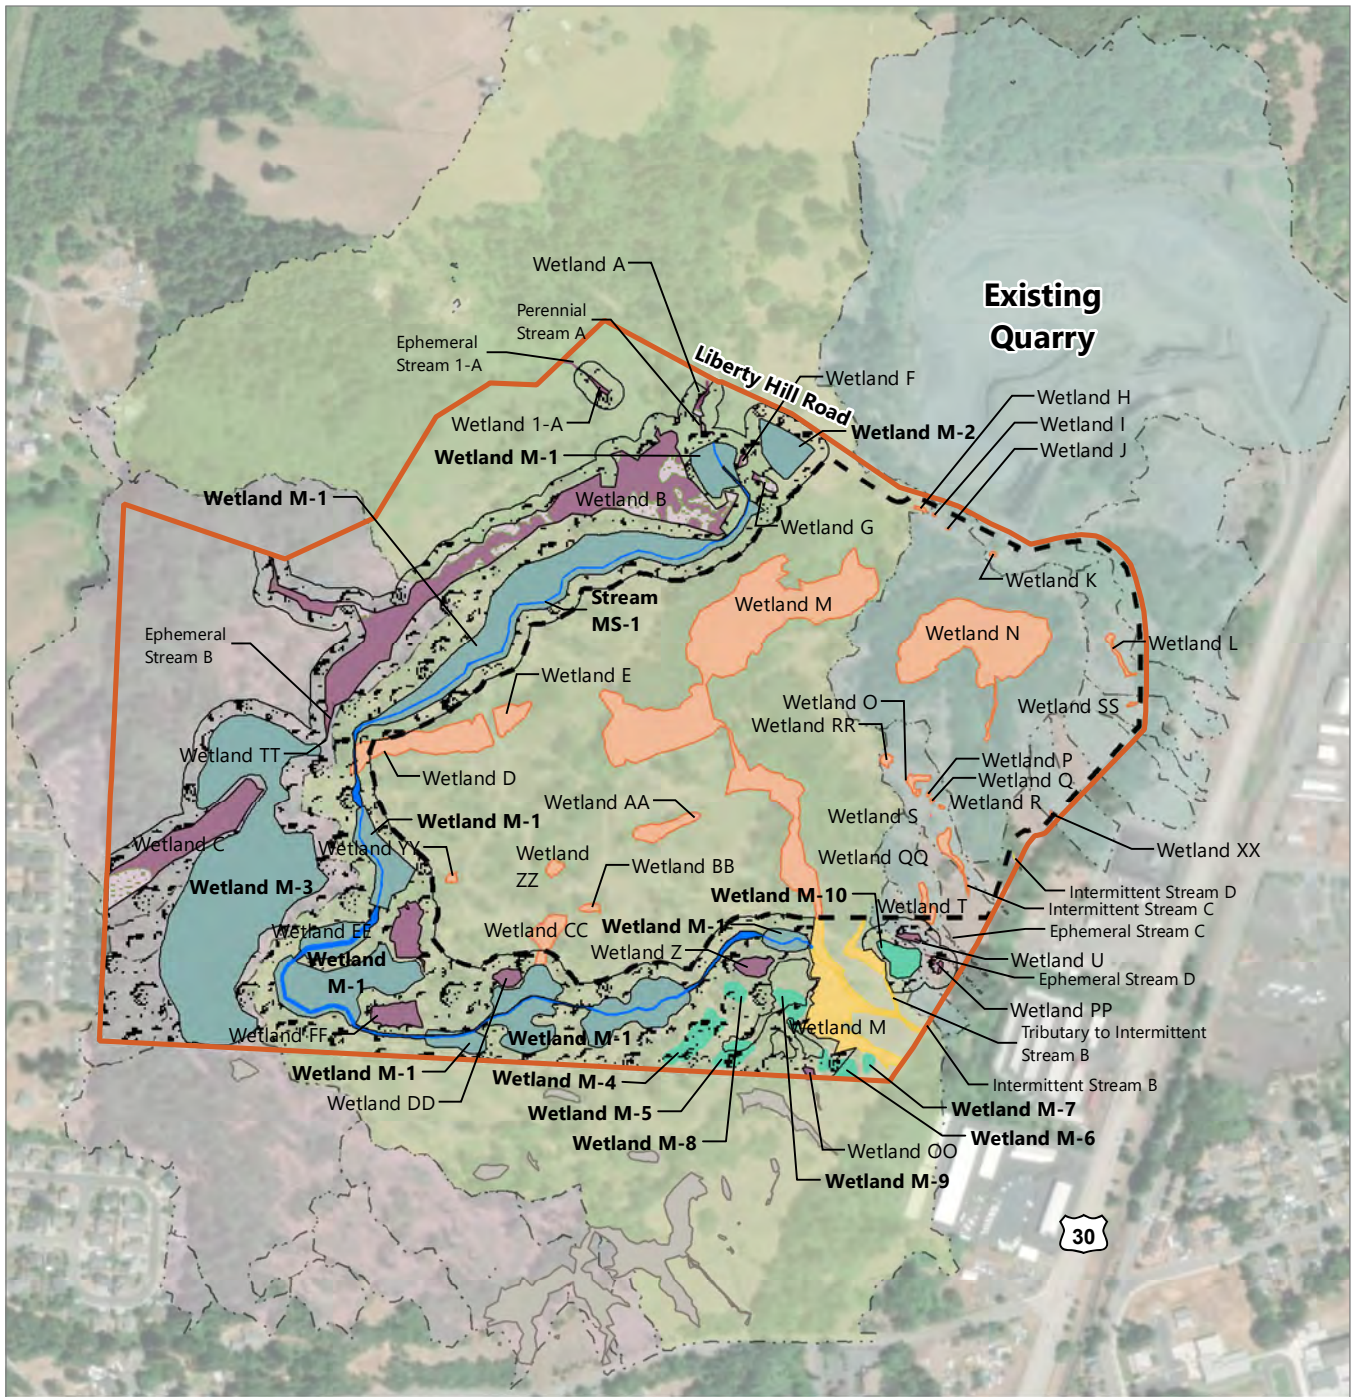 Existing
Quarry
Wetland A
Perennial
Stream A
Ephemeral
Stream 1-A
Liberty Hill Road
Wetland F
Wetland H
Wetland 1-A
Wetland I
Wetland M-2
Wetland M-1
Wetland J
Wetland M-1
Wetland B
Wetland G
Wetland K
Stream
MS-1
Wetland M
Wetland N
Ephemeral
Stream B
Wetland L
Wetland E
Wetland O
Wetland SS
Wetland RR
Wetland TT
Wetland P
Wetland D
Wetland Q
Wetland AA
Wetland R
Wetland M-1
Wetland S
Wetland C
Wetland YY
Wetland
ZZ
Wetland QQ
Wetland XX
Wetland BB
Wetland M-3
Wetland M-10
Intermittent Stream D
Wetland T
Intermittent Stream C
Wetland EE
Wetland CC
Wetland M-1
Ephemeral Stream C
Wetland
M-1
Wetland Z
Wetland U
Ephemeral Stream D
Wetland PP
Wetland FF
Wetland M-1
Wetland M
Tributary to Intermittent
Stream B
Wetland M-1
Wetland M-4
Intermittent Stream B
Wetland DD
Wetland M-5
Wetland M-7
Wetland M-8
Wetland M-6
Wetland OO
Wetland M-9
30